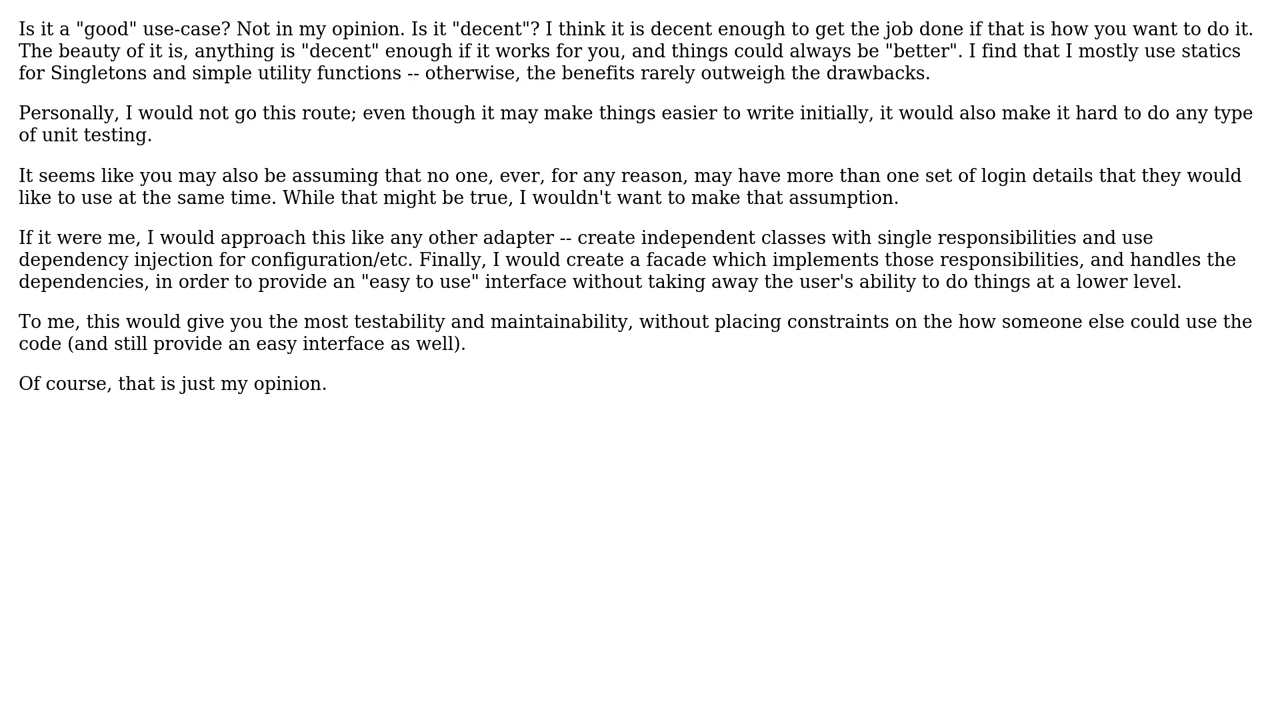 Is it a "good" use-case? Not in my opinion. Is it "decent"? I think it is decent enough to get the job done if that is how you want to do it.
The beauty of it is, anything is "decent" enough if it works for you, and things could always be "better". I find that I mostly use statics
for Singletons and simple utility functions -- otherwise, the benefits rarely outweigh the drawbacks.
Personally, I would not go this route; even though it may make things easier to write initially, it would also make it hard to do any type
of unit testing.
It seems like you may also be assuming that no one, ever, for any reason, may have more than one set of login details that they would
like to use at the same time. While that might be true, I wouldn't want to make that assumption.
If it were me, I would approach this like any other adapter -- create independent classes with single responsibilities and use
dependency injection for configuration/etc. Finally, I would create a facade which implements those responsibilities, and handles the
dependencies, in order to provide an "easy to use" interface without taking away the user's ability to do things at a lower level.
To me, this would give you the most testability and maintainability, without placing constraints on the how someone else could use the
code (and still provide an easy interface as well).
Of course, that is just my opinion.